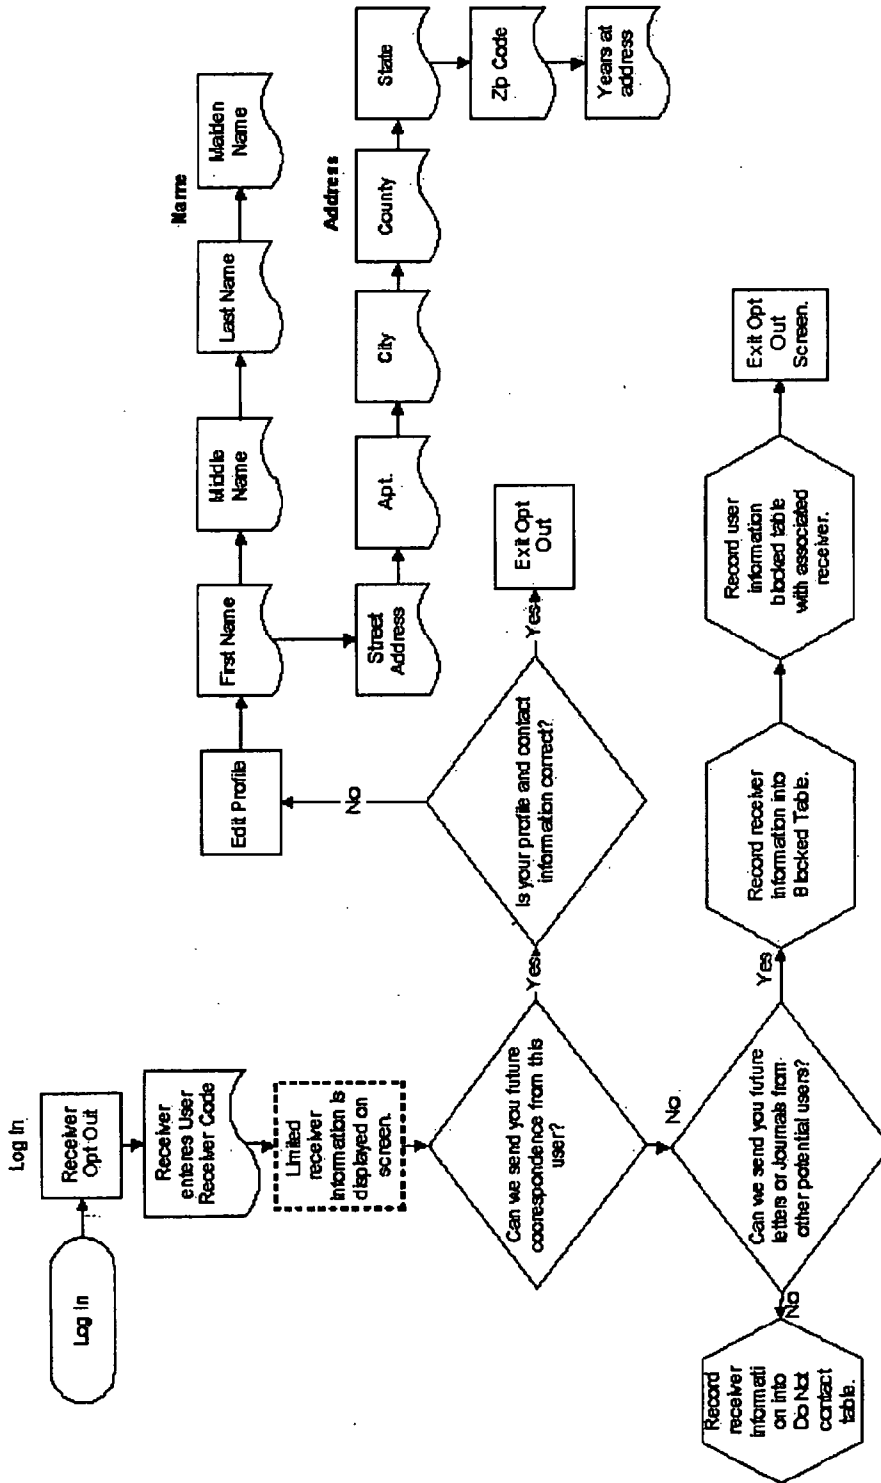 Log In
Log In
Receiver
Opt Out
Receiver
enteres User
Receiver Code
Limited
receiver
information is
displayed on
screen.
Can we send you future
coorespondence from this
user?
Yes
No
Is your profile and contact
information correct?
Yes
Exit Opt
Out
No
Edit Profile
Name
First Name
Middle
Name
Last Name
Maiden
Name
Address
Street
Address
Apt.
City
County
State
Zip Code
Years at
address
Can we send you future
letters or Journals from
other potential users?
No
Record
receiver
informati
on into
Do Not
contact
table.
Yes
Record receiver
information into
Blocked Table.
Record user
information
blocked table
with associated
receiver.
Exit Opt
Out
Screen.